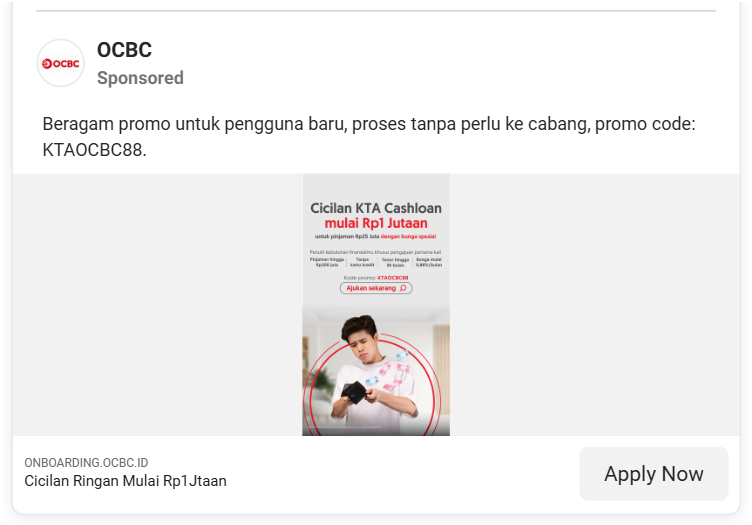 OCBC
OCBC
Sponsored
Beragam promo untuk pengguna baru, proses tanpa perlu ke cabang, promo code:
KTAOCBC88.
Cicilan KTA Cashloan
mulai Rp1 Jutaan
untuk pinjaman Rp25 Juta dengan bunga spesial
Penuhi kebutuhan finansialmu khusus pengajuan pertama kali
Pinjaman hingga Tanpa Tenor hingga Bunga mulai
kartu kredit 36 bulan 0.88%/bulan
Kode promo: KTAOCBC88
Ajukan sekarang
ONBOARDING.OCBC.ID
Cicilan Ringan Mulai Rp1Jtaan
Apply Now